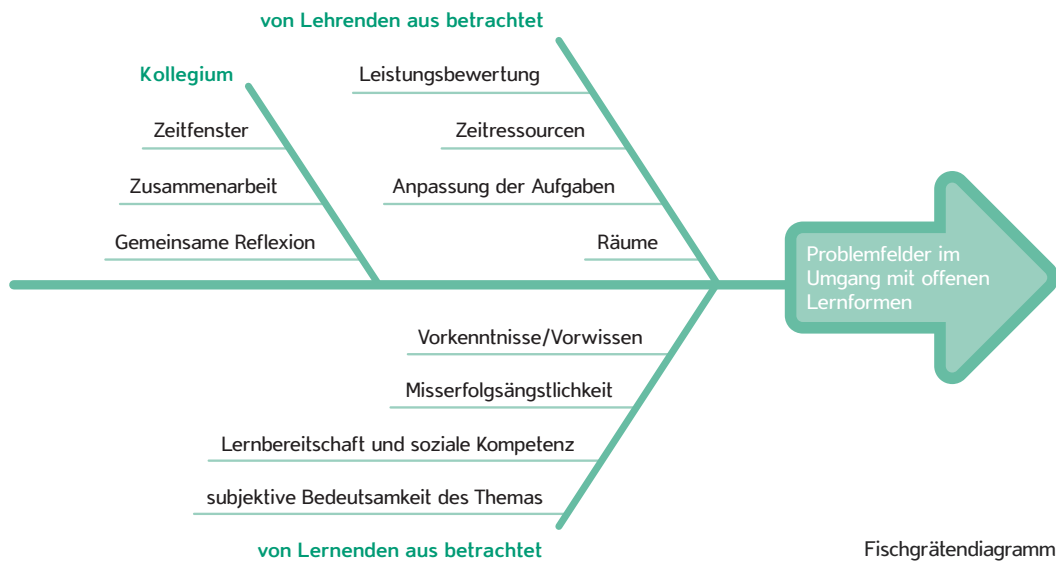 von Lehrenden aus betrachtet
Kollegium
Leistungsbewertung
Zeitfenster
Zeitressourcen
Zusammenarbeit
Anpassung der Aufgaben
Gemeinsame Reflexion
Räume
Problemfelder im
Umgang mit offenen
Lernformen
Vorkenntnisse/Vorwissen
Misserfolgsängstlichkeit
Lernbereitschaft und soziale Kompetenz
subjektive Bedeutsamkeit des Themas
von Lernenden aus betrachtet
Fischgrätendiagramm